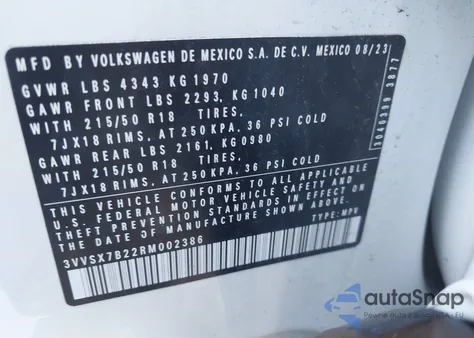 MFD BY VOLKSWAGEN DE MEXICO S.A. DE C.V. MEXICO 08/23
GVWR LBS 4343 KG 1970
GAWR FRONT LBS 2293, KG 1040
WITH 215/50 R18 TIRES.
7JX18 RIMS, AT 250 KPA, 36 PSI COLD
GAWR REAR LBS 2161, KG 0980
WITH 215/50 R18 TIRES.
7JX18 RIMS, AT 250 KPA, 36 PSI COLD
THIS VEHICLE CONFORMS TO ALL APPLICABLE
U.S. FEDERAL MOTOR VEHICLE SAFETY AND
THEFT PREVENTION STANDARDS IN EFFECT ON
THE DATE OF MANUFACTURE SHOWN ABOVE.
3VVSX7B22RM002386
TYPE: MPV
3040399 3877
autoSnap